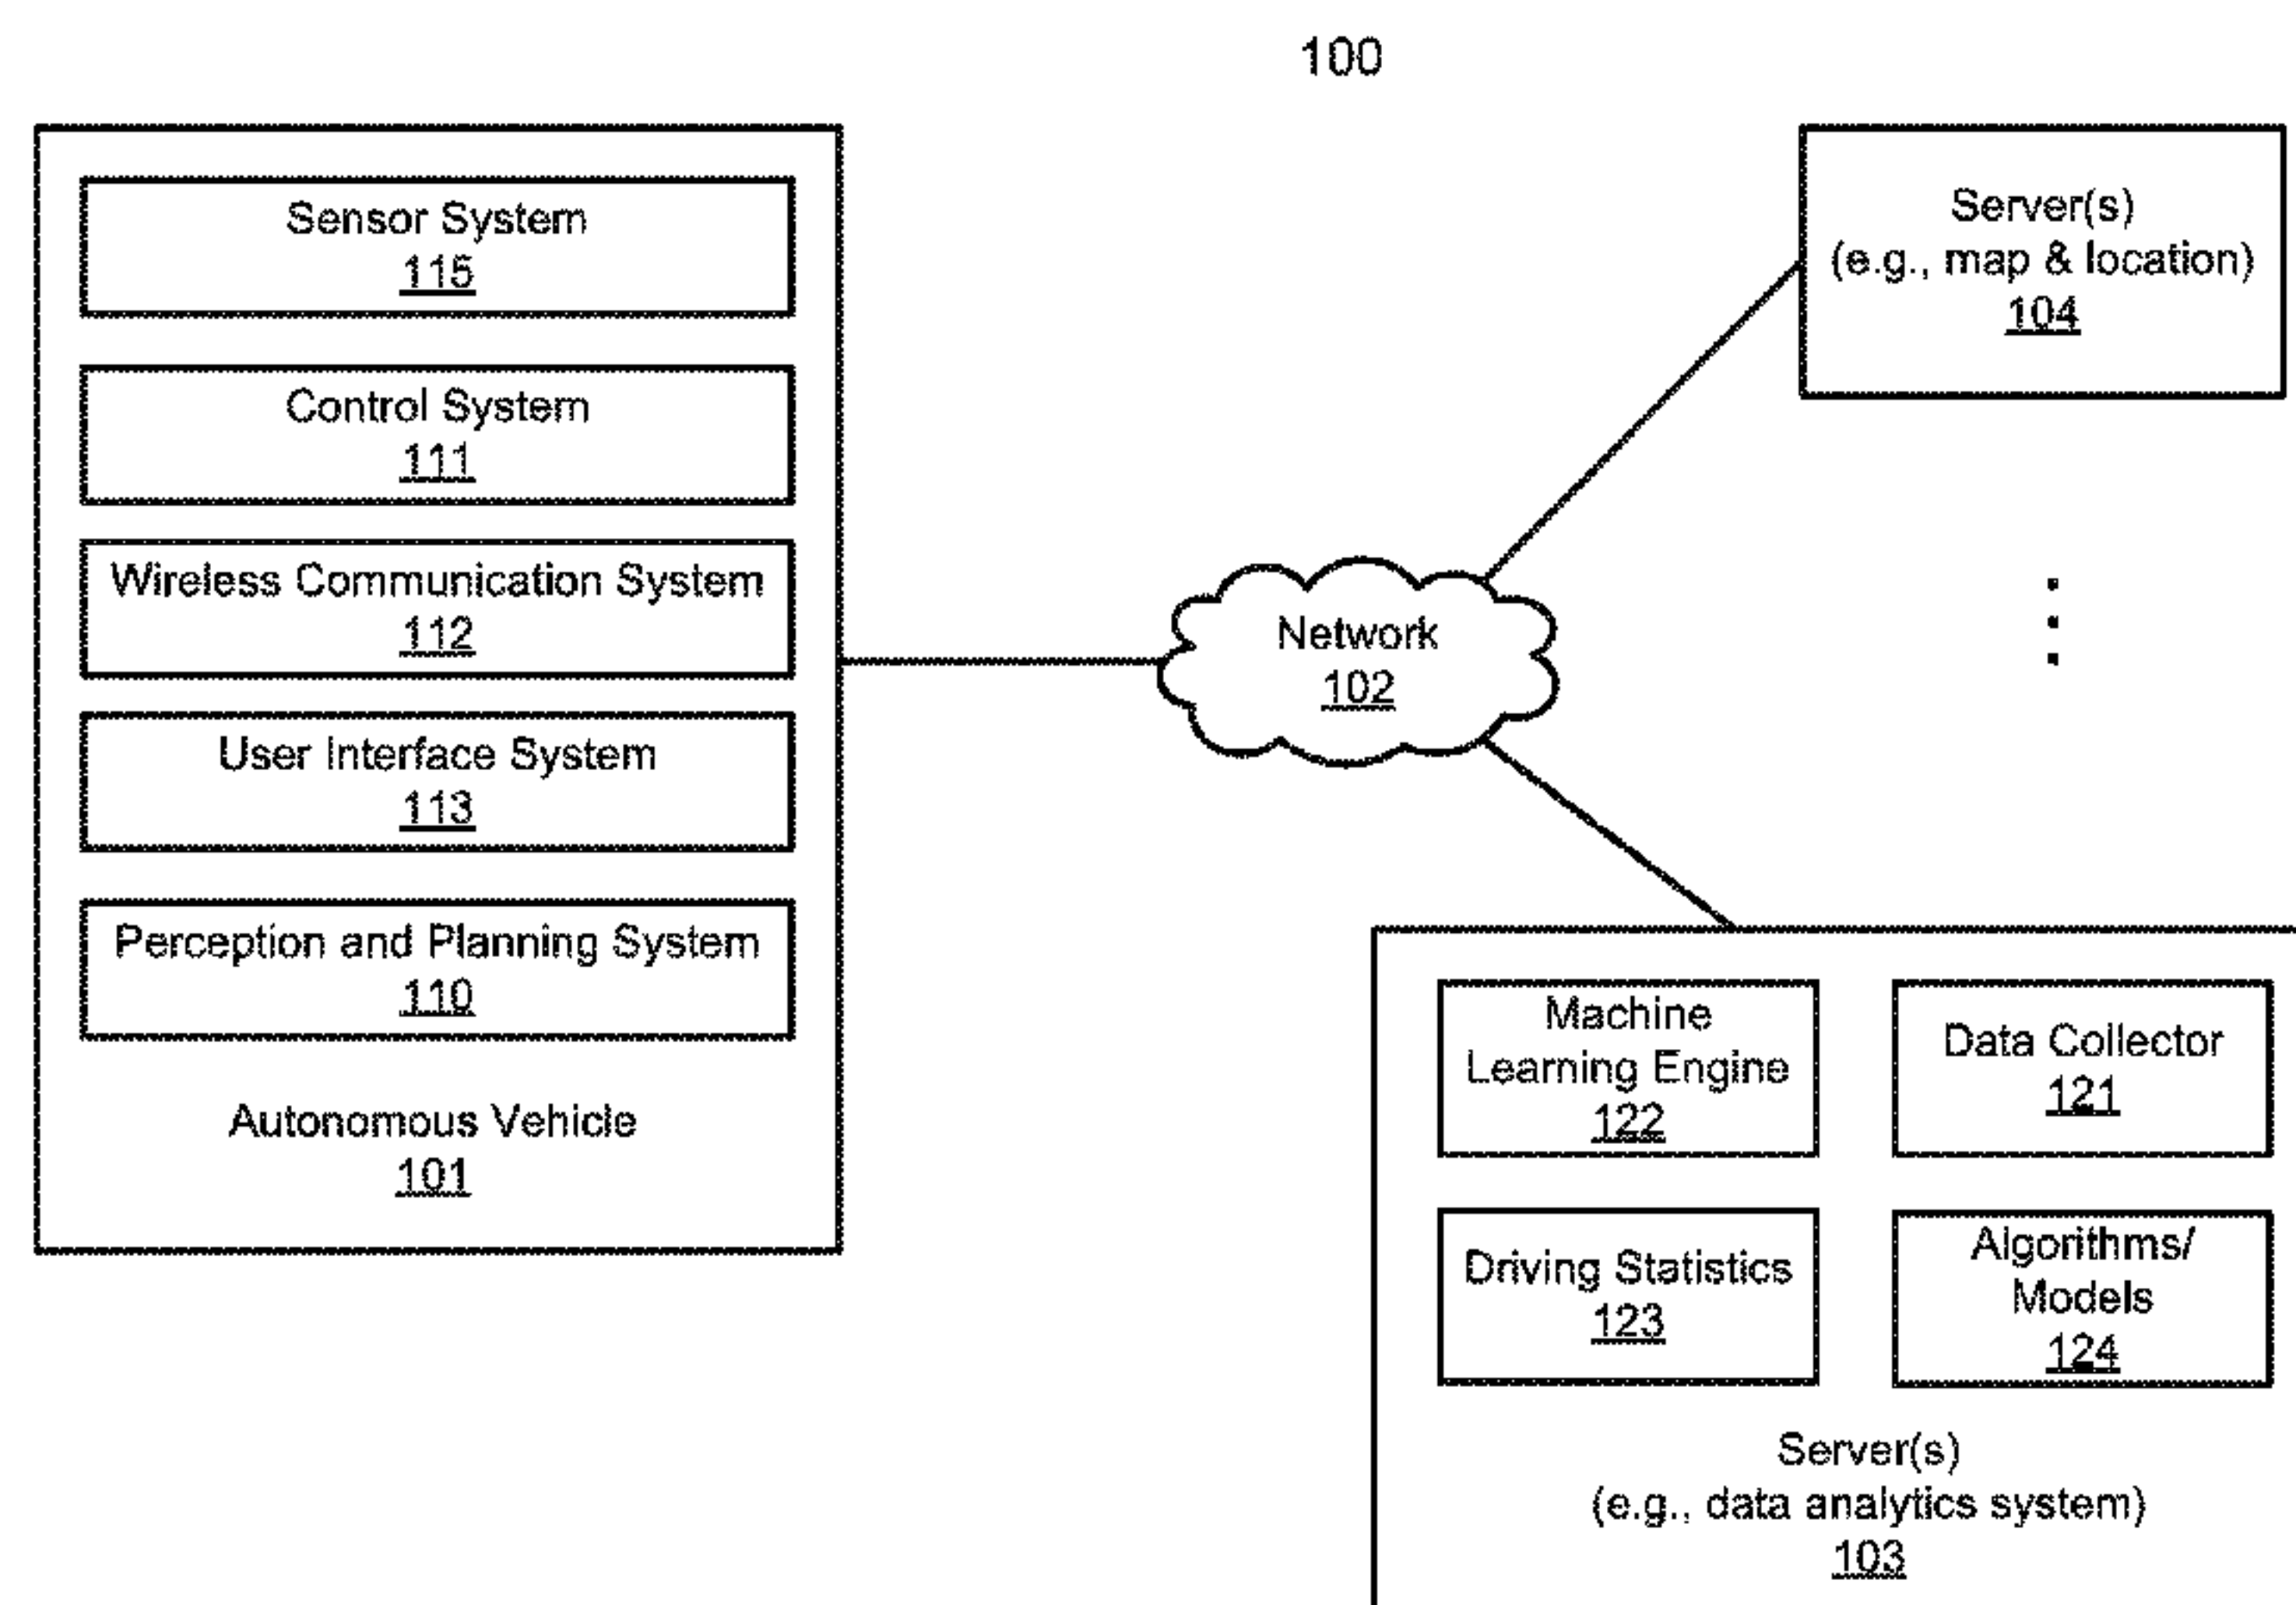 100
Sensor System
115
Control System
111
Wireless Communication System
112
User Interface System
113
Perception and Planning System
110
Autonomous Vehicle
101
Network
102
Server(s)
(e.g., map & location)
104
Machine
Learning Engine
122
Data Collector
121
Driving Statistics
123
Algorithms/
Models
124
Server(s)
(e.g., data analytics system)
103